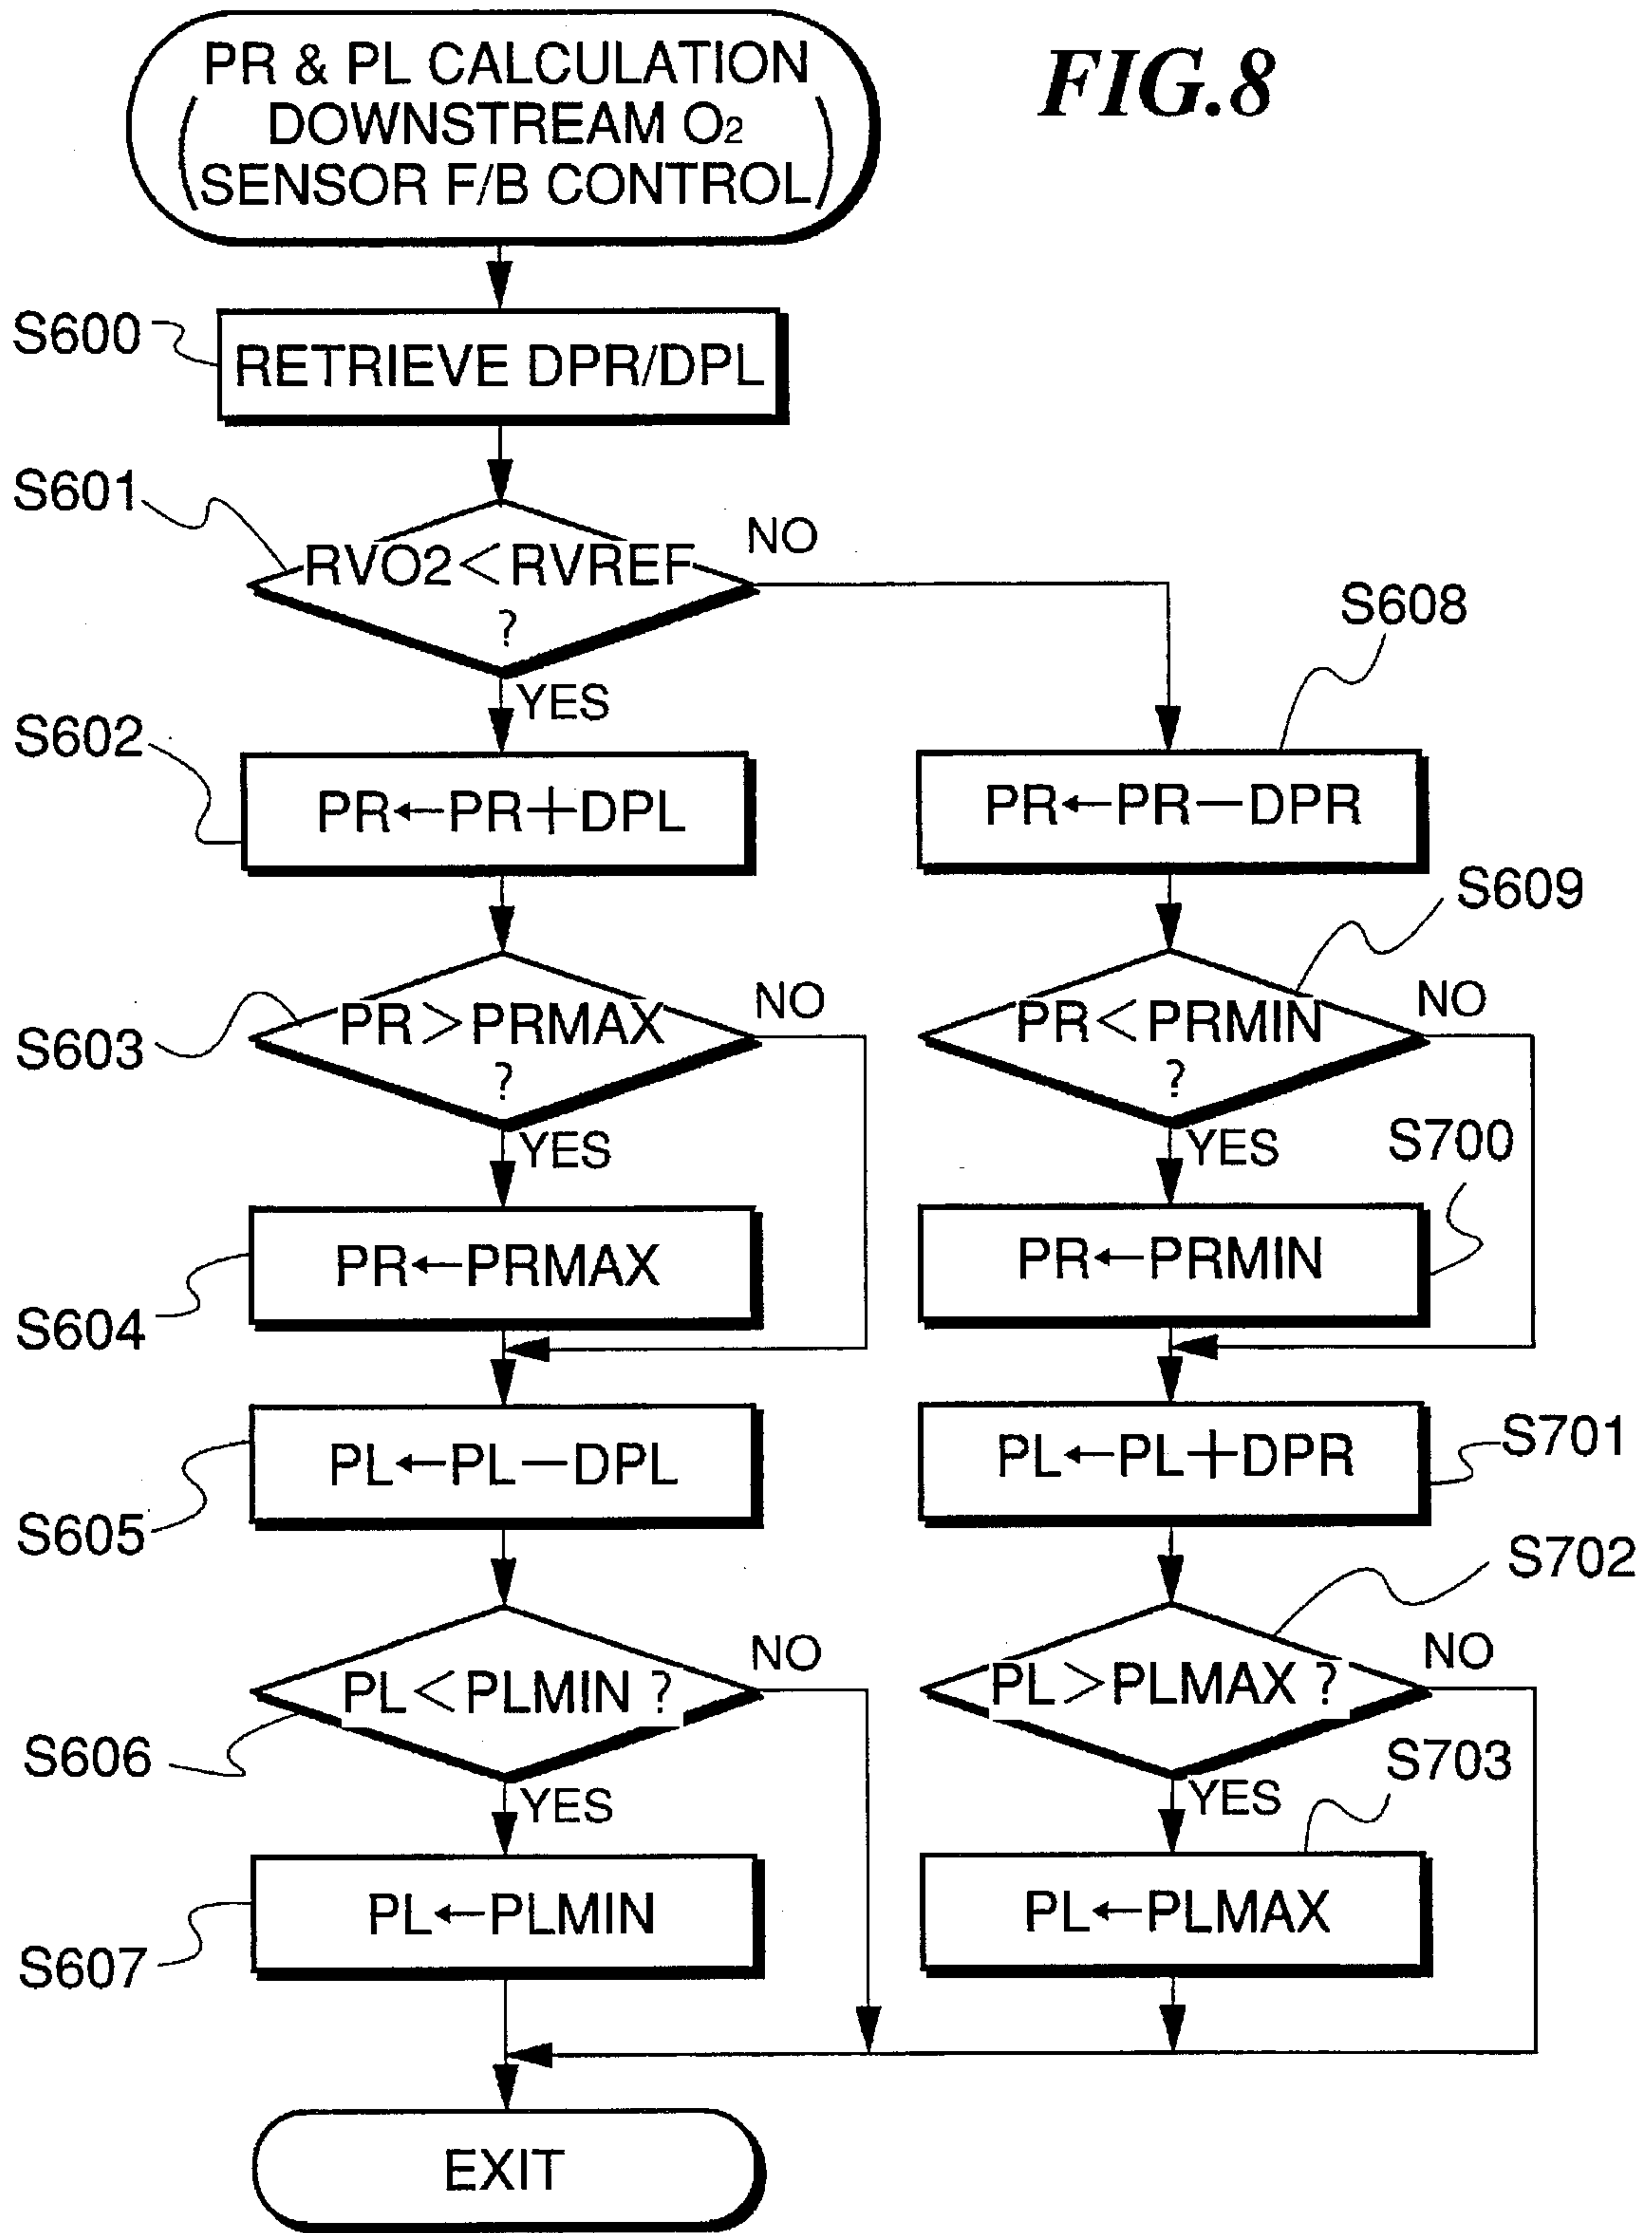 FIG.8
PR & PL CALCULATION
(DOWNSTREAM O2
SENSOR F/B CONTROL)
S600
RETRIEVE DPR/DPL
S601
RVO2<RVREF
?
NO
YES
S602
PR←PR+DPL
S603
PR>PRMAX
?
NO
YES
S604
PR←PRMAX
S605
PL←PL−DPL
S606
PL<PLMIN ?
NO
YES
S607
PL←PLMIN
S608
PR←PR−DPR
S609
PR<PRMIN
?
NO
YES
S700
PR←PRMIN
S701
PL←PL+DPR
S702
PL>PLMAX ?
NO
YES
S703
PL←PLMAX
EXIT